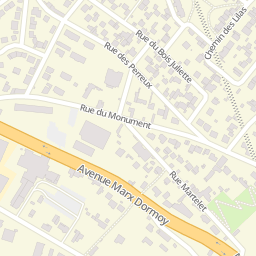 Rue du Bois Juliette
Chemin des Lilas
Rue des Perreux
Rue du Monument
Avenue Marx Dormoy
Rue Martelet